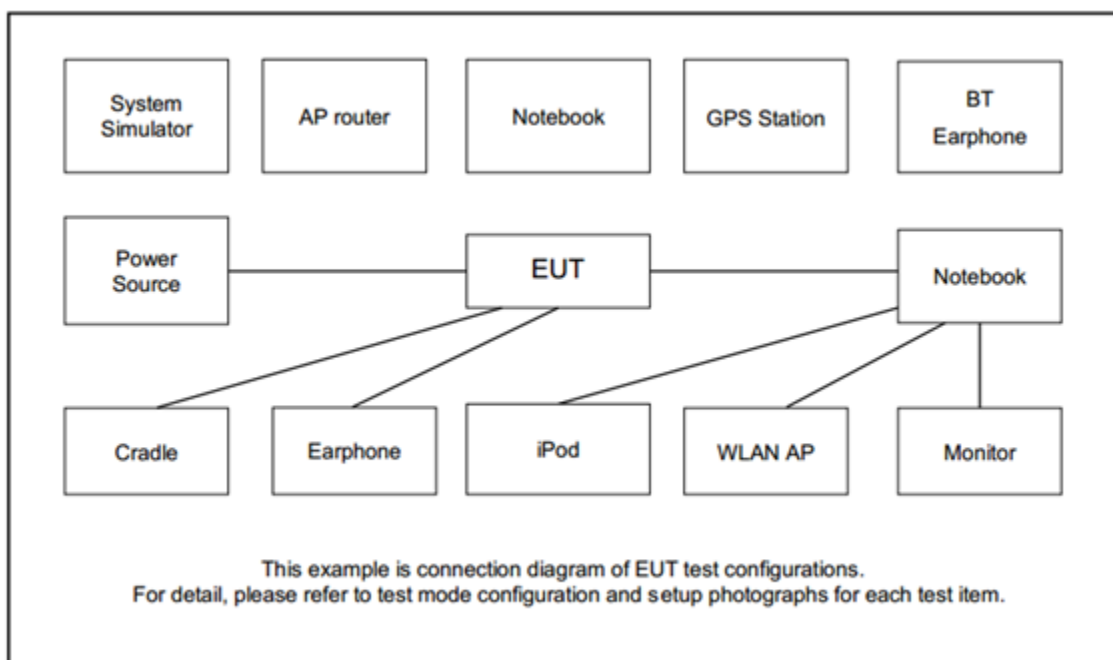 System
Simulator
AP router
Notebook
GPS Station
BT
Earphone
Power
Source
EUT
Notebook
Cradle
Earphone
iPod
WLAN AP
Monitor
This example is connection diagram of EUT test configurations.
For detail, please refer to test mode configuration and setup photographs for each test item.